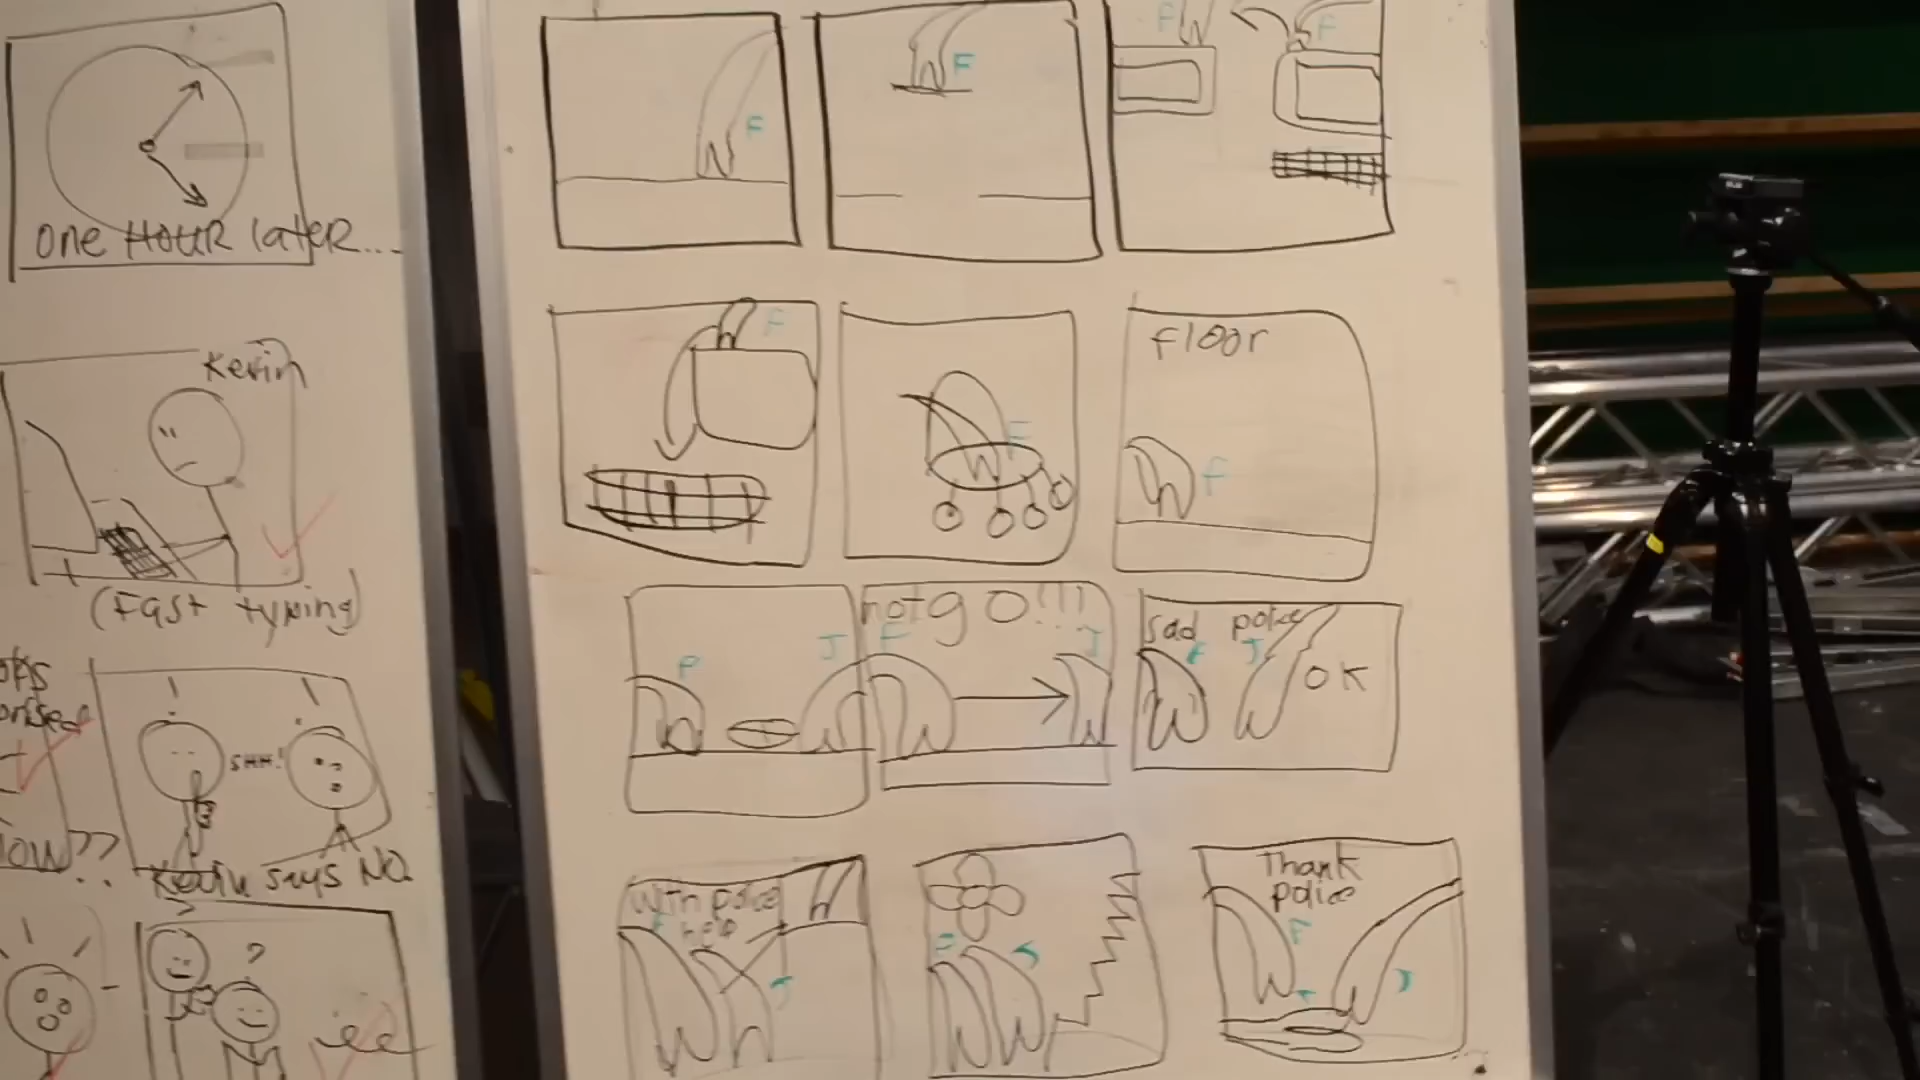 one HOUR later....
Kevin
(Fast typing)
SHH!
Kevin says NO
?
F
F
F
F
F
F
floor
F
not go!!!
F
J
F
J
sad police
F
J
OK
with police
help
F
J
F
J
Thank
police
F
J